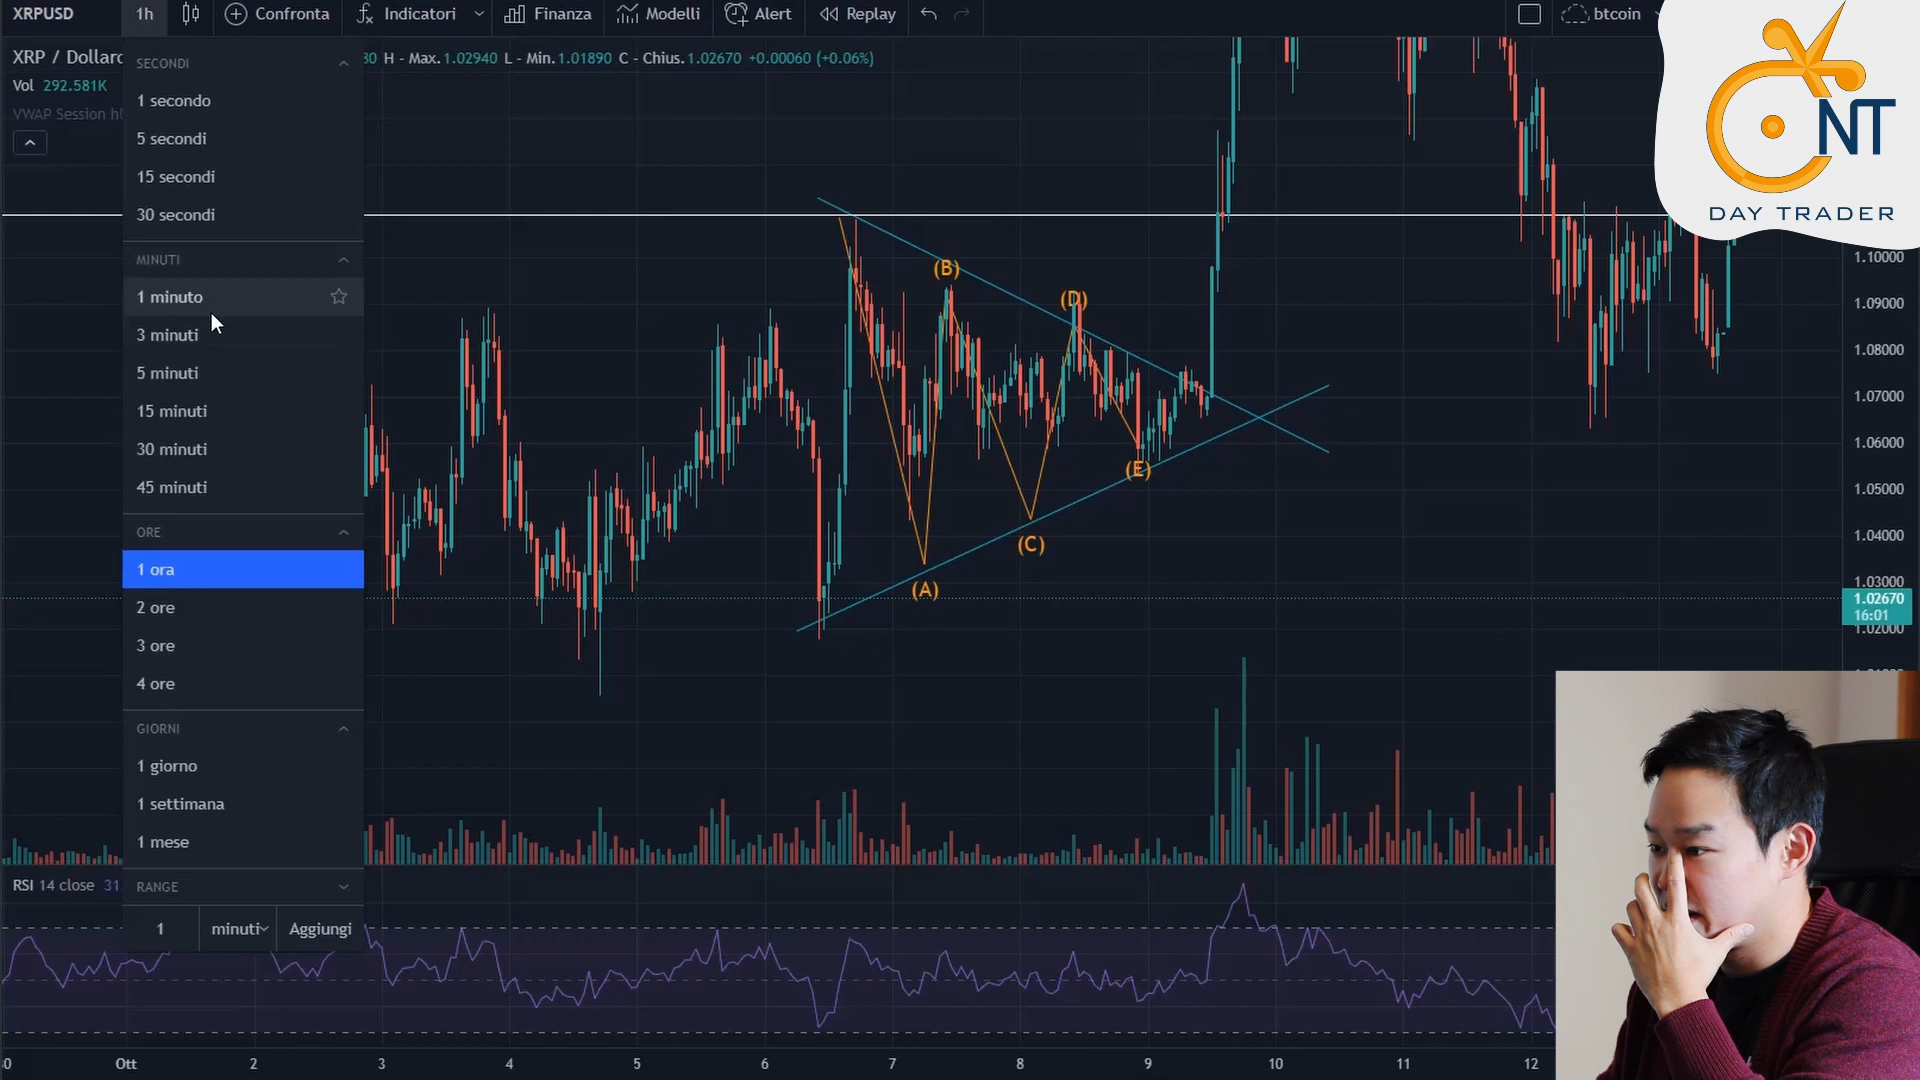 XRPUSD 1h Confronta Indicatori Finanza Modelli Alert Replay btcoin
XRP / Dollaro H - Max. 1.02940 L - Min. 1.01890 C - Chius. 1.02670 +0.00060 (+0.06%)
Vol 292.581K
VWAP Session
SECONDI
1 secondo
5 secondi
15 secondi
30 secondi
MINUTI
1 minuto
3 minuti
5 minuti
15 minuti
30 minuti
45 minuti
ORE
1 ora
2 ore
3 ore
4 ore
GIORNI
1 giorno
1 settimana
1 mese
RANGE
1 minuti Aggiungi
RSI 14 close
(A)
(B)
(C)
(D)
(E)
NT
DAY TRADER
1.10000
1.09000
1.08000
1.07000
1.06000
1.05000
1.04000
1.03000
1.02670
16:01
1.02000
Ott 2 3 4 5 6 7 8 9 10 11 12